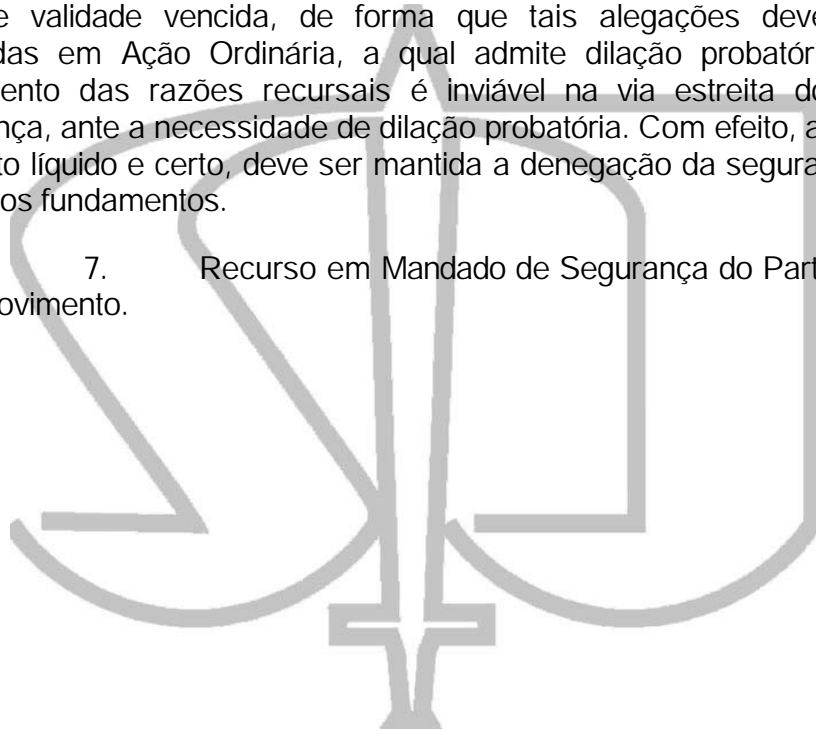 e validade vencida, de forma que tais alegações deve
das em Ação Ordinária, a qual admite dilação probatór
ento das razões recursais é inviável na via estreita do
nça, ante a necessidade de dilação probatória. Com efeito, a
to líquido e certo, deve ser mantida a denegação da segura
os fundamentos.
7. Recurso em Mandado de Segurança do Part
ovimento.